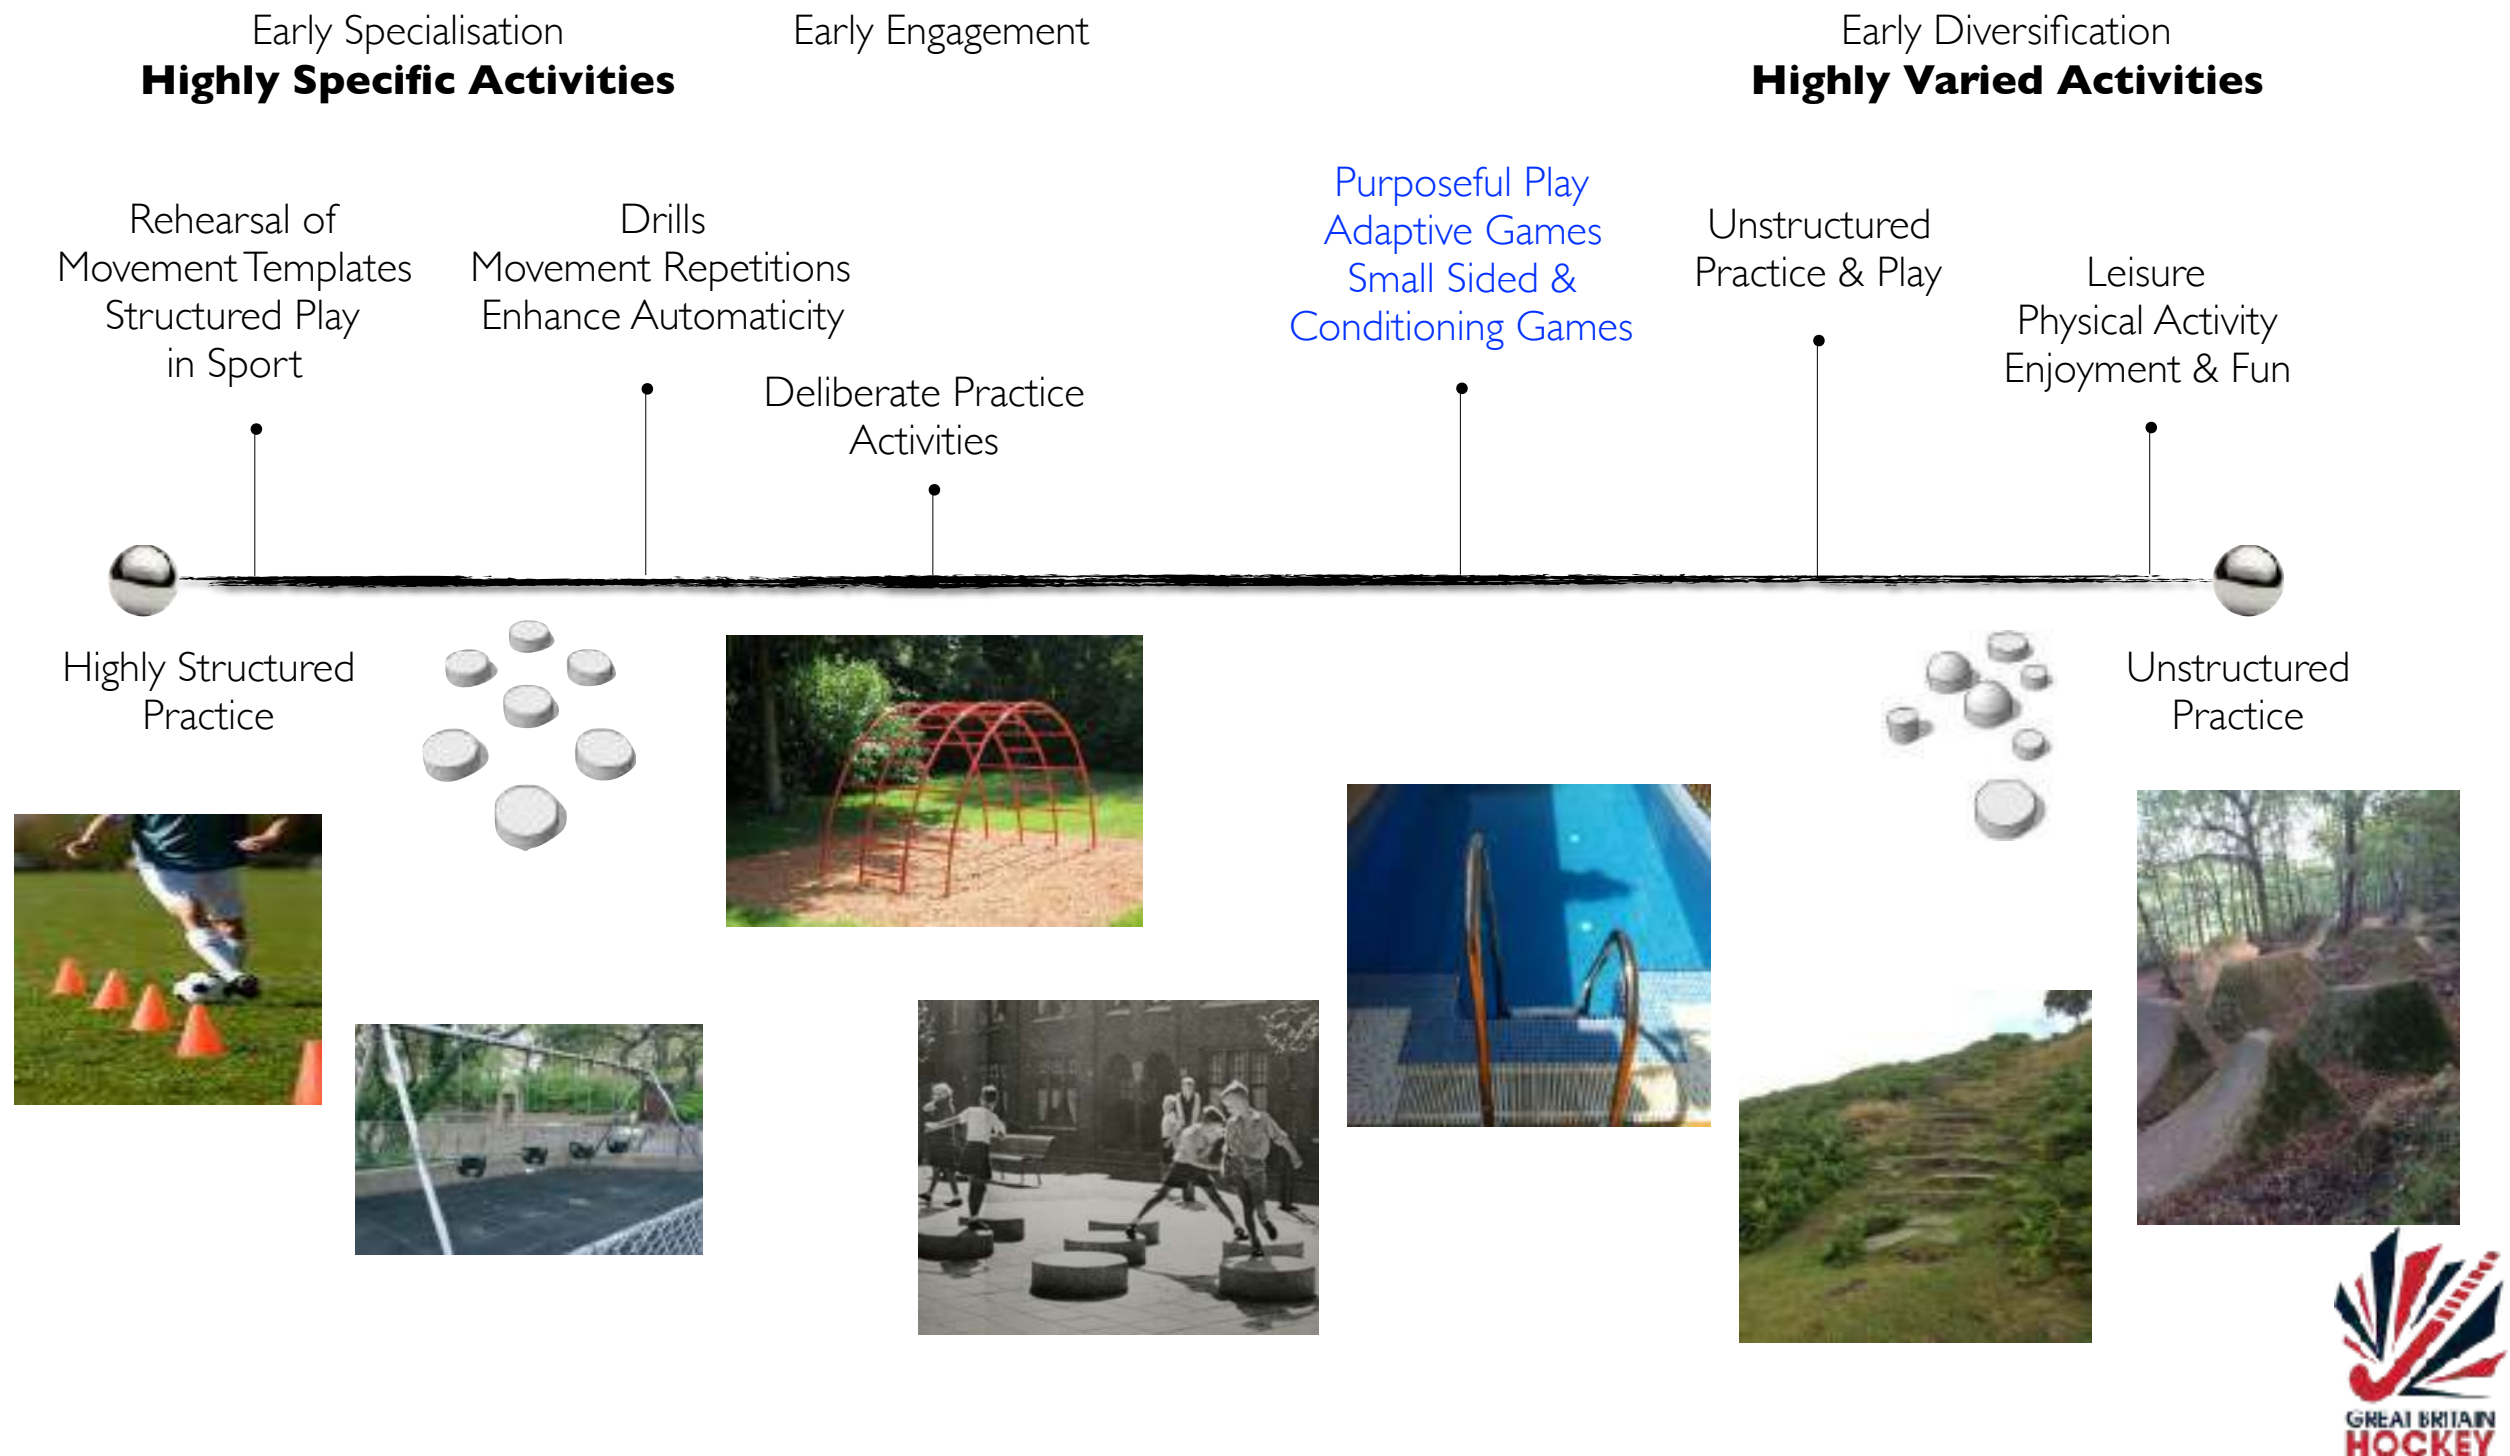 Early Specialisation
Highly Specific Activities
Early Engagement
Early Diversification
Highly Varied Activities
Rehearsal of
Movement Templates
Structured Play
in Sport
Drills
Movement Repetitions
Enhance Automaticity
Deliberate Practice
Activities
Purposeful Play
Adaptive Games
Small Sided &
Conditioning Games
Unstructured
Practice & Play
Leisure
Physical Activity
Enjoyment & Fun
Highly Structured
Practice
Unstructured
Practice
GREAT BRITAIN
HOCKEY